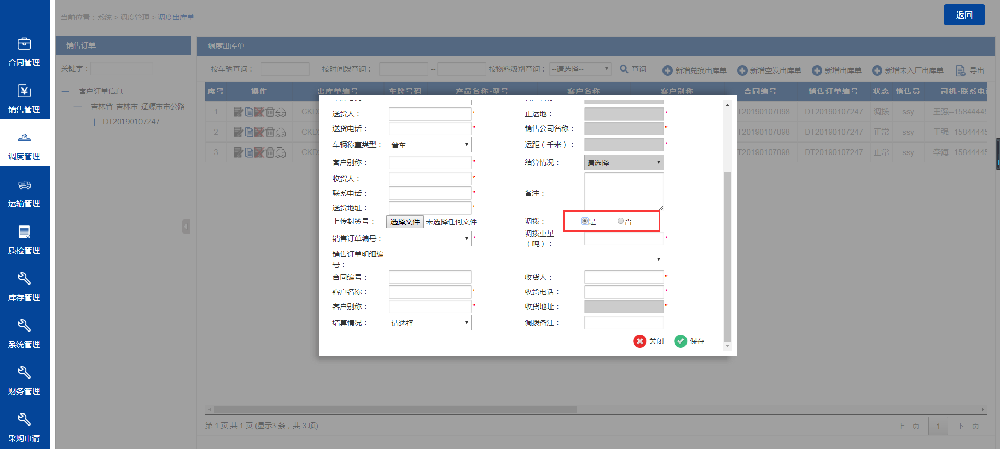 当前位置：系统 > 调度管理 > 调度出库单
返回
合同管理
销售管理
调度管理
运输管理
质检管理
库存管理
系统管理
财务管理
采购申请
销售订单
关键字：
客户订单信息
吉林省-吉林市-辽源市市公路
DT20190107247
调度出库单
按车辆查询： 按时间段查询： -- 按物料级别查询： --请选择-- 查询 新增兑换出库单 新增空发出库单 新增出库单 新增未入厂出库单 导出
序号 操作 出库单编号 车牌号码 产品名称-型号 客户名称 客户别称 合同编号 销售订单编号 状态 销售员 司机-联系电
1 CKD T20190107098 DT20190107247 调拨 ssy 王强--15844445
2 CKD T20190107098 DT20190107247 正常 ssy 王强--15844445
3 CKD T20190107098 DT20190107247 正常 ssy 李海--15844445
送货人： * 止运地： *
送货电话： * 销售公司名称： *
车辆称重类型： 普车 运距（千米）： *
客户别称： * 结算情况： 请选择
收货人： *
联系电话： * 备注：
送货地址： *
上传封签号： 选择文件 未选择任何文件 调拨： 是 否
销售订单编号： * 调拨重量（吨）： *
销售订单明细编号：
合同编号： 收货人： *
客户名称： * 收货电话： *
客户别称： * 收货地址： *
结算情况： 请选择 调拨备注：
关闭 保存
第 1 页,共 1 页 (显示3 条，共 3 项)
上一页 1 下一页